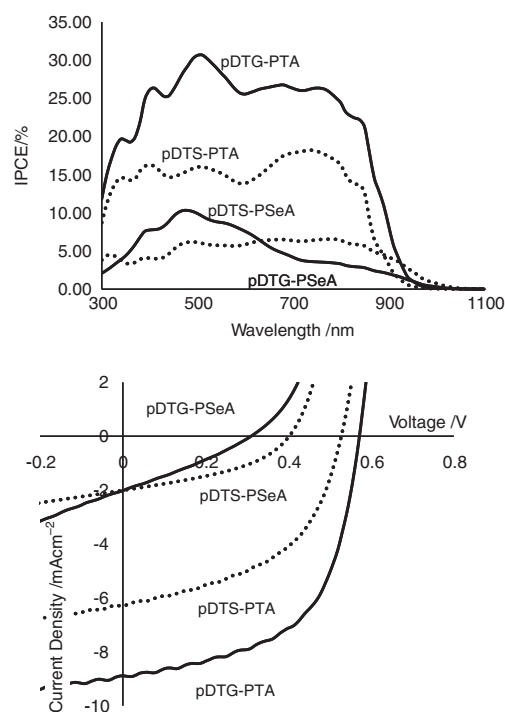 35.00
30.00
25.00
20.00
15.00
10.00
5.00
0.00
IPCE/%
pDTG-PTA
pDTS-PTA
pDTS-PSeA
pDTG-PSeA
300 500 700 900 1100
Wavelength /nm
2
0
-2
-4
-6
-8
-10
pDTG-PSeA
Voltage /V
-0.2 0 0.2 0.4 0.6 0.8
pDTS-PSeA
pDTS-PTA
pDTG-PTA
Current Density /mAcm⁻²